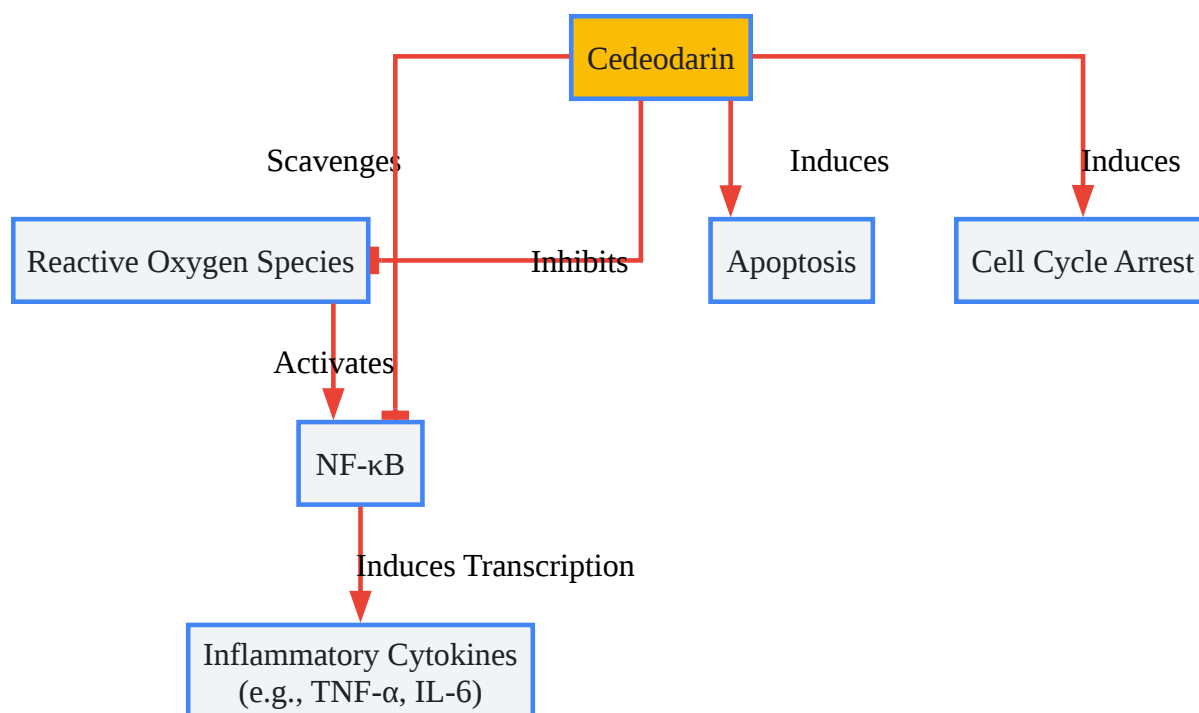 Cedeodarin
Scavenges
Induces
Induces
Reactive Oxygen Species
Inhibits
Apoptosis
Cell Cycle Arrest
Activates
NF-κB
Induces Transcription
Inflammatory Cytokines
(e.g., TNF-α, IL-6)